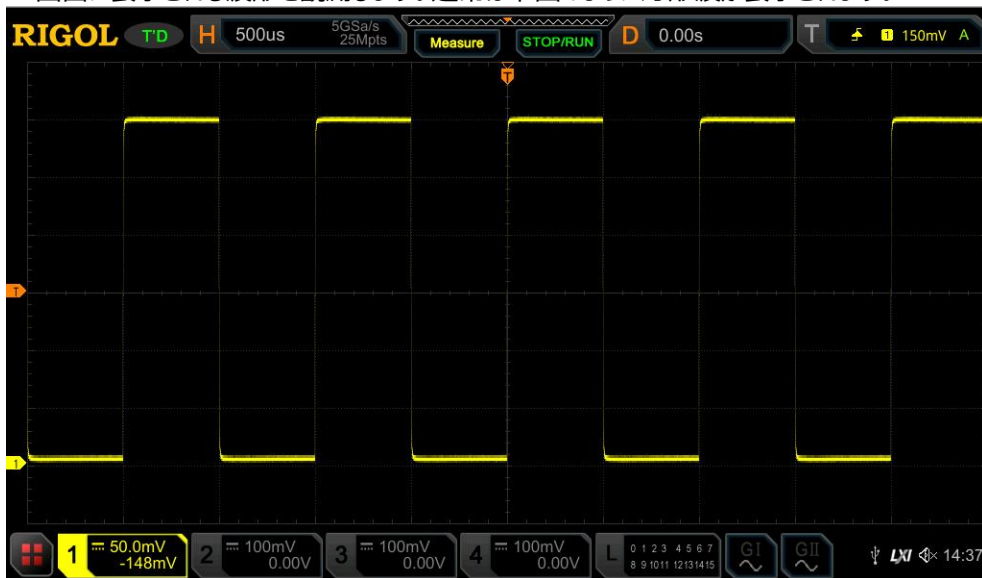 RIGOL T'D H 500us 5GSa/s 25Mpts Measure STOP/RUN D 0.00s T 1 150mV A
T
T
1
1 50.0mV -148mV 2 100mV 0.00V 3 100mV 0.00V 4 100mV 0.00V L 0 1 2 3 4 5 6 7 8 9 10 11 12 13 14 15 GI GII LXI 14:37